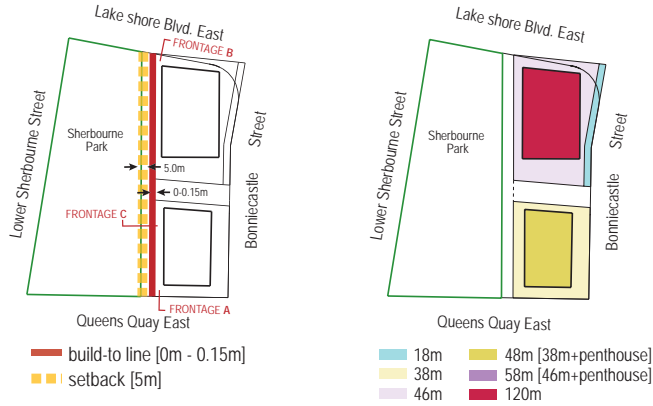 Lake shore Blvd. East
FRONTAGE B
Lower Sherbourne Street
Sherbourne
Park
5.0m
0-0.15m
FRONTAGE C
Street
Bonniecastle
FRONTAGE A
Queens Quay East
build-to line [0m - 0.15m]
setback [5m]
Lake shore Blvd. East
Lower Sherbourne Street
Sherbourne
Park
Street
Bonniecastle
Queens Quay East
18m
38m
46m
48m [38m+penthouse]
58m [46m+penthouse]
120m